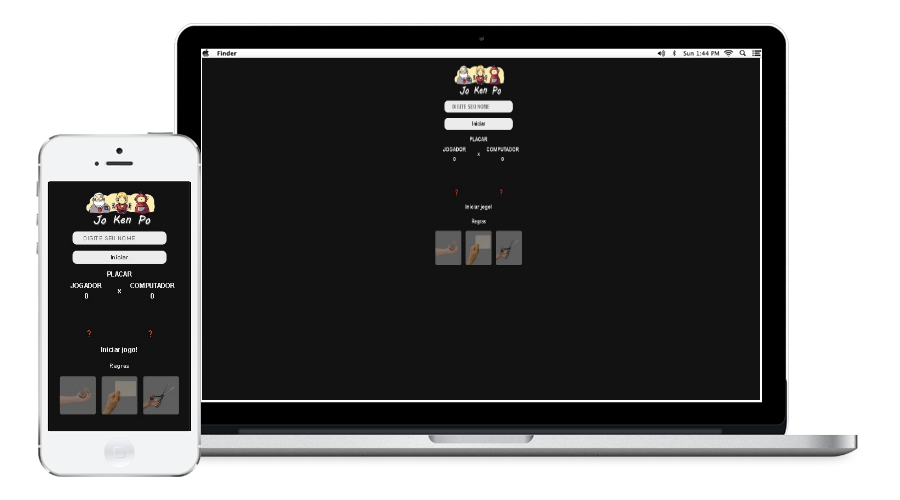 Finder
Sun 1:44 PM
Jo Ken Po
DIGITE SEU NOME
Iniciar
PLACAR
JOGADOR x COMPUTADOR
0 0
? ?
Iniciar jogo!
Regras
Jo Ken Po
DIGITE SEU NOME
Iniciar
PLACAR
JOGADOR x COMPUTADOR
0 0
? ?
Iniciar jogo!
Regras